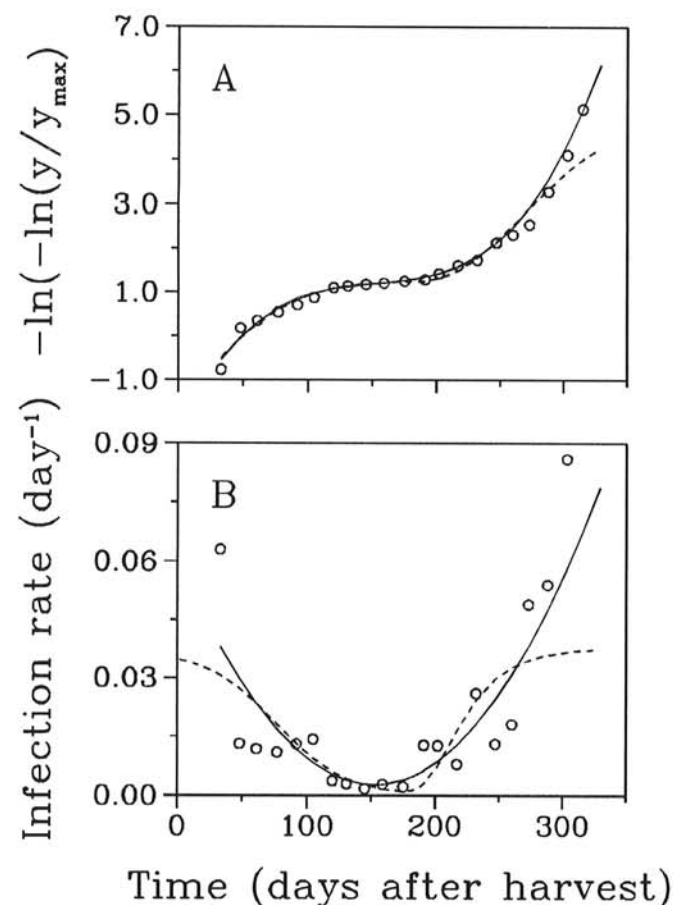 −ln(−ln(y/ymax)
A
7.0
5.0
3.0
1.0
−1.0
Infection rate (day−1)
B
0.09
0.06
0.03
0.00
0 100 200 300
Time (days after harvest)